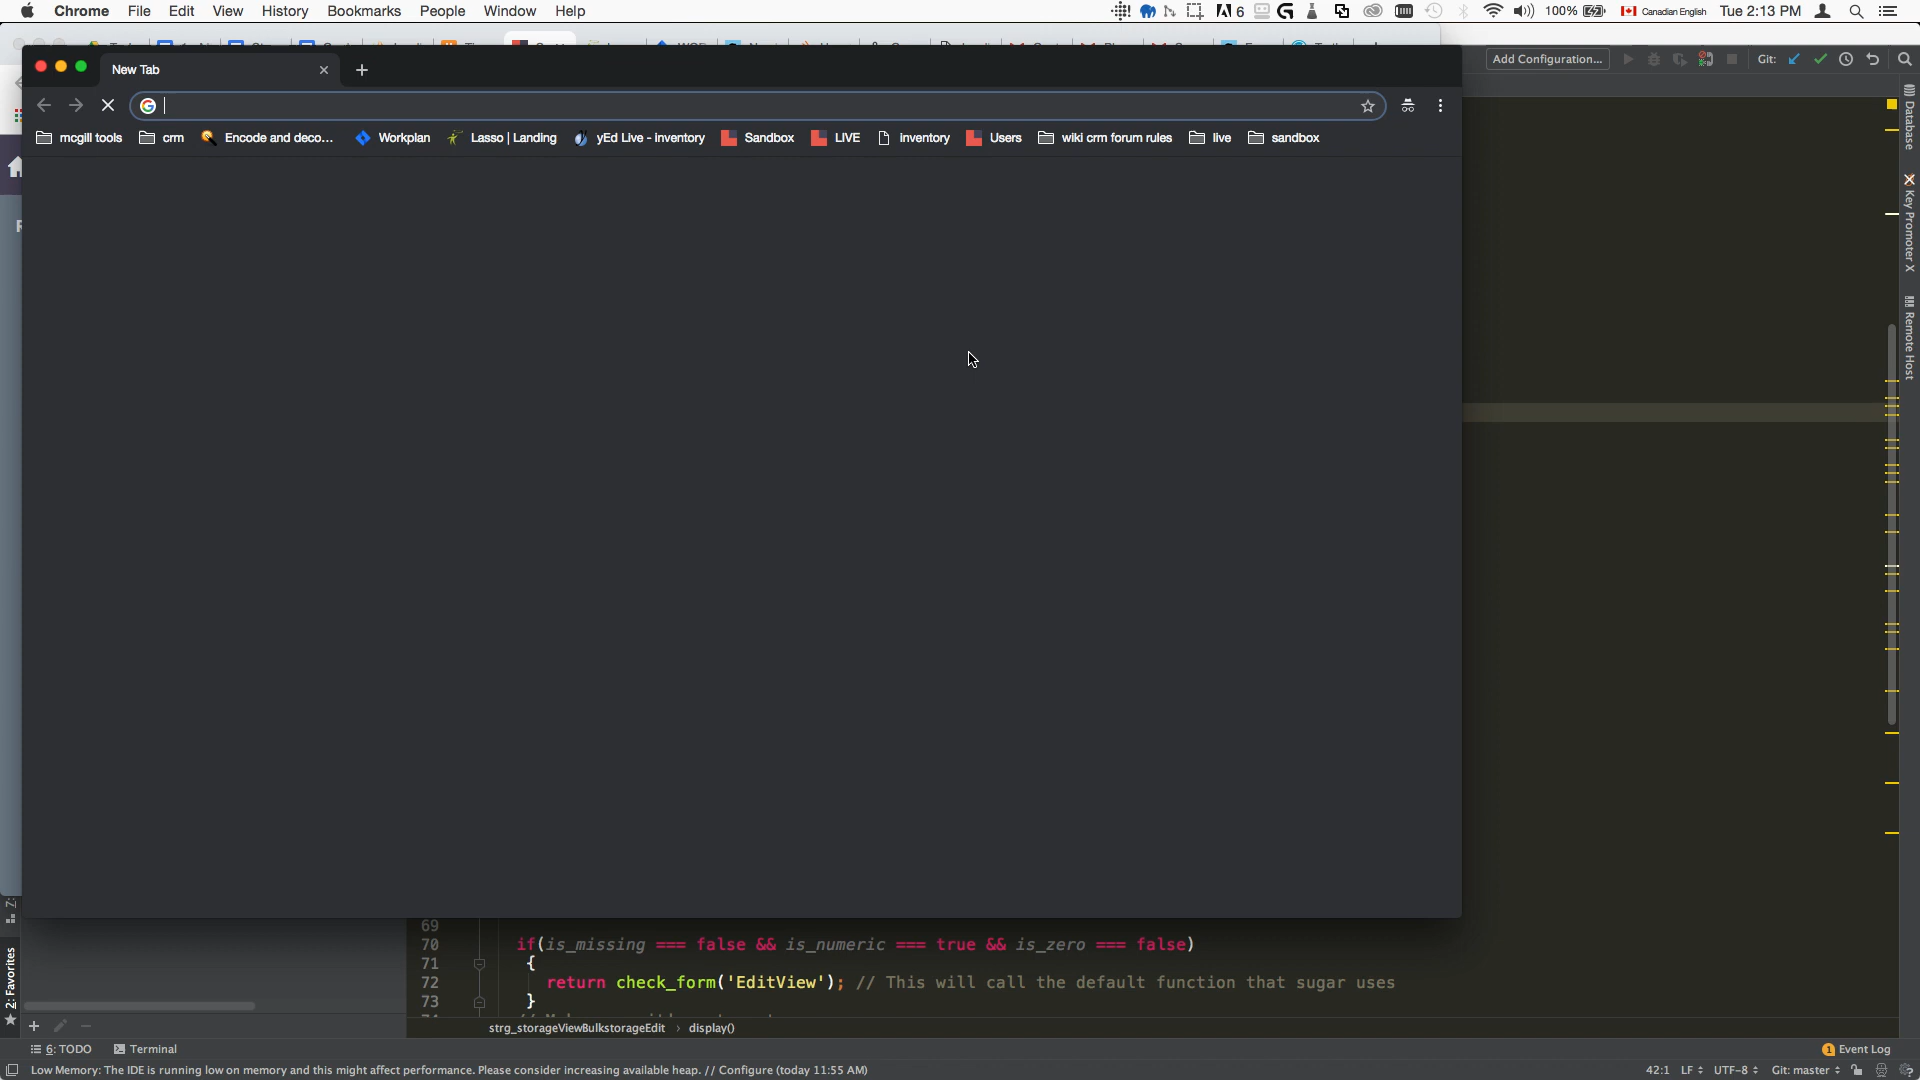 Chrome File Edit View History Bookmarks People Window Help 6 100% Canadian English Tue 2:13 PM
New Tab
Add Configuration... Git:
mcgill tools crm Encode and deco... Workplan Lasso | Landing yEd Live - inventory Sandbox LIVE inventory Users wiki crm forum rules live sandbox
Database
Key Promoter X
Remote Host
69
70 if(is_missing === false && is_numeric === true && is_zero === false)
71 {
72 return check_form('EditView'); // This will call the default function that sugar uses
73 }
2: Favorites
strg_storageViewBulkstorageEdit › display()
6: TODO Terminal 1 Event Log
Low Memory: The IDE is running low on memory and this might affect performance. Please consider increasing available heap. // Configure (today 11:55 AM) 42:1 LF UTF-8 Git: master